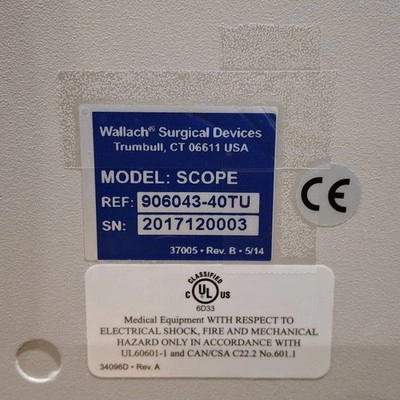 Wallach® Surgical Devices
Trumbull, CT 06611 USA
MODEL: SCOPE
REF: 906043-40TU
SN: 2017120003
37005 • Rev. B • 5/14
CE
CLASSIFIED
C UL US
6D33
Medical Equipment WITH RESPECT TO
ELECTRICAL SHOCK, FIRE AND MECHANICAL
HAZARD ONLY IN ACCORDANCE WITH
UL60601-1 and CAN/CSA C22.2 No.601.1
34096D • Rev. A